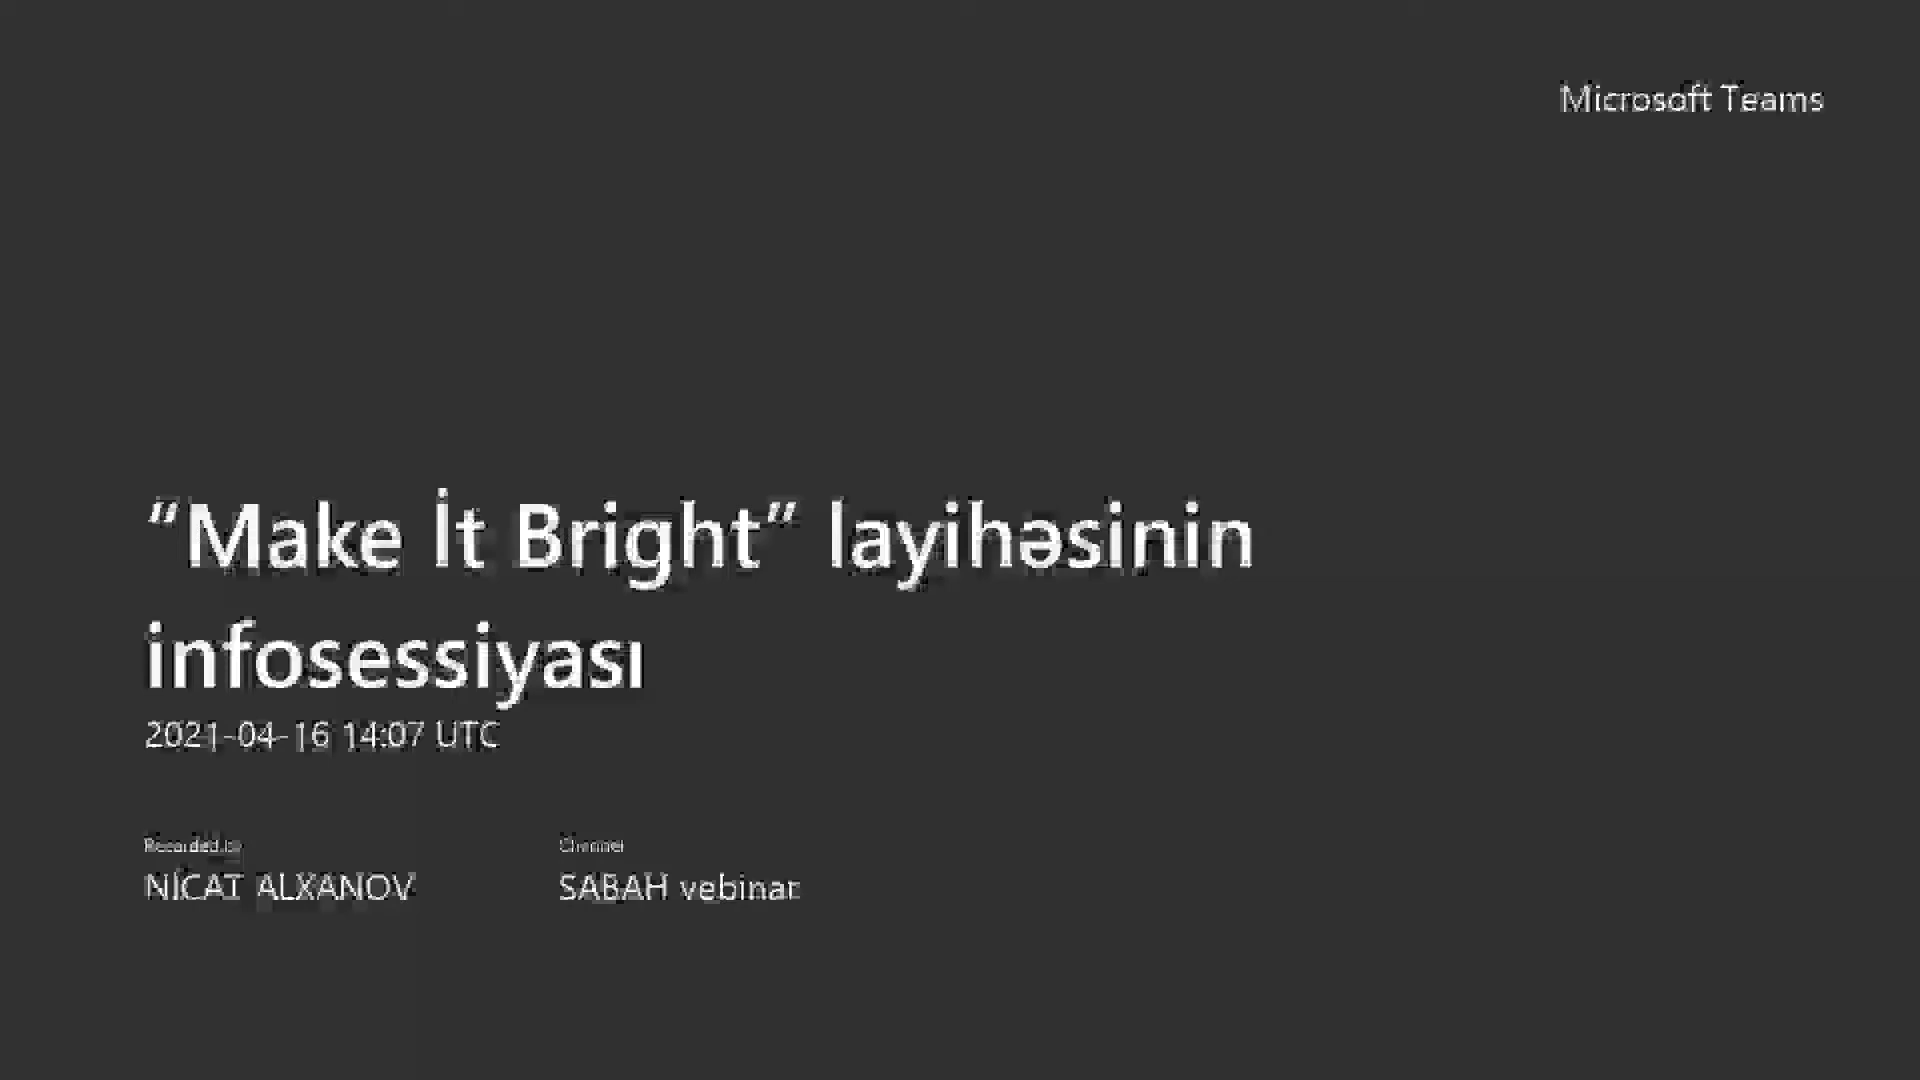 Microsoft Teams
“Make İt Bright” layihəsinin
infosessiyası
2021-04-16 14:07 UTC
Recorded by
NİCAT ALXANOV
Channel
SABAH vebinar